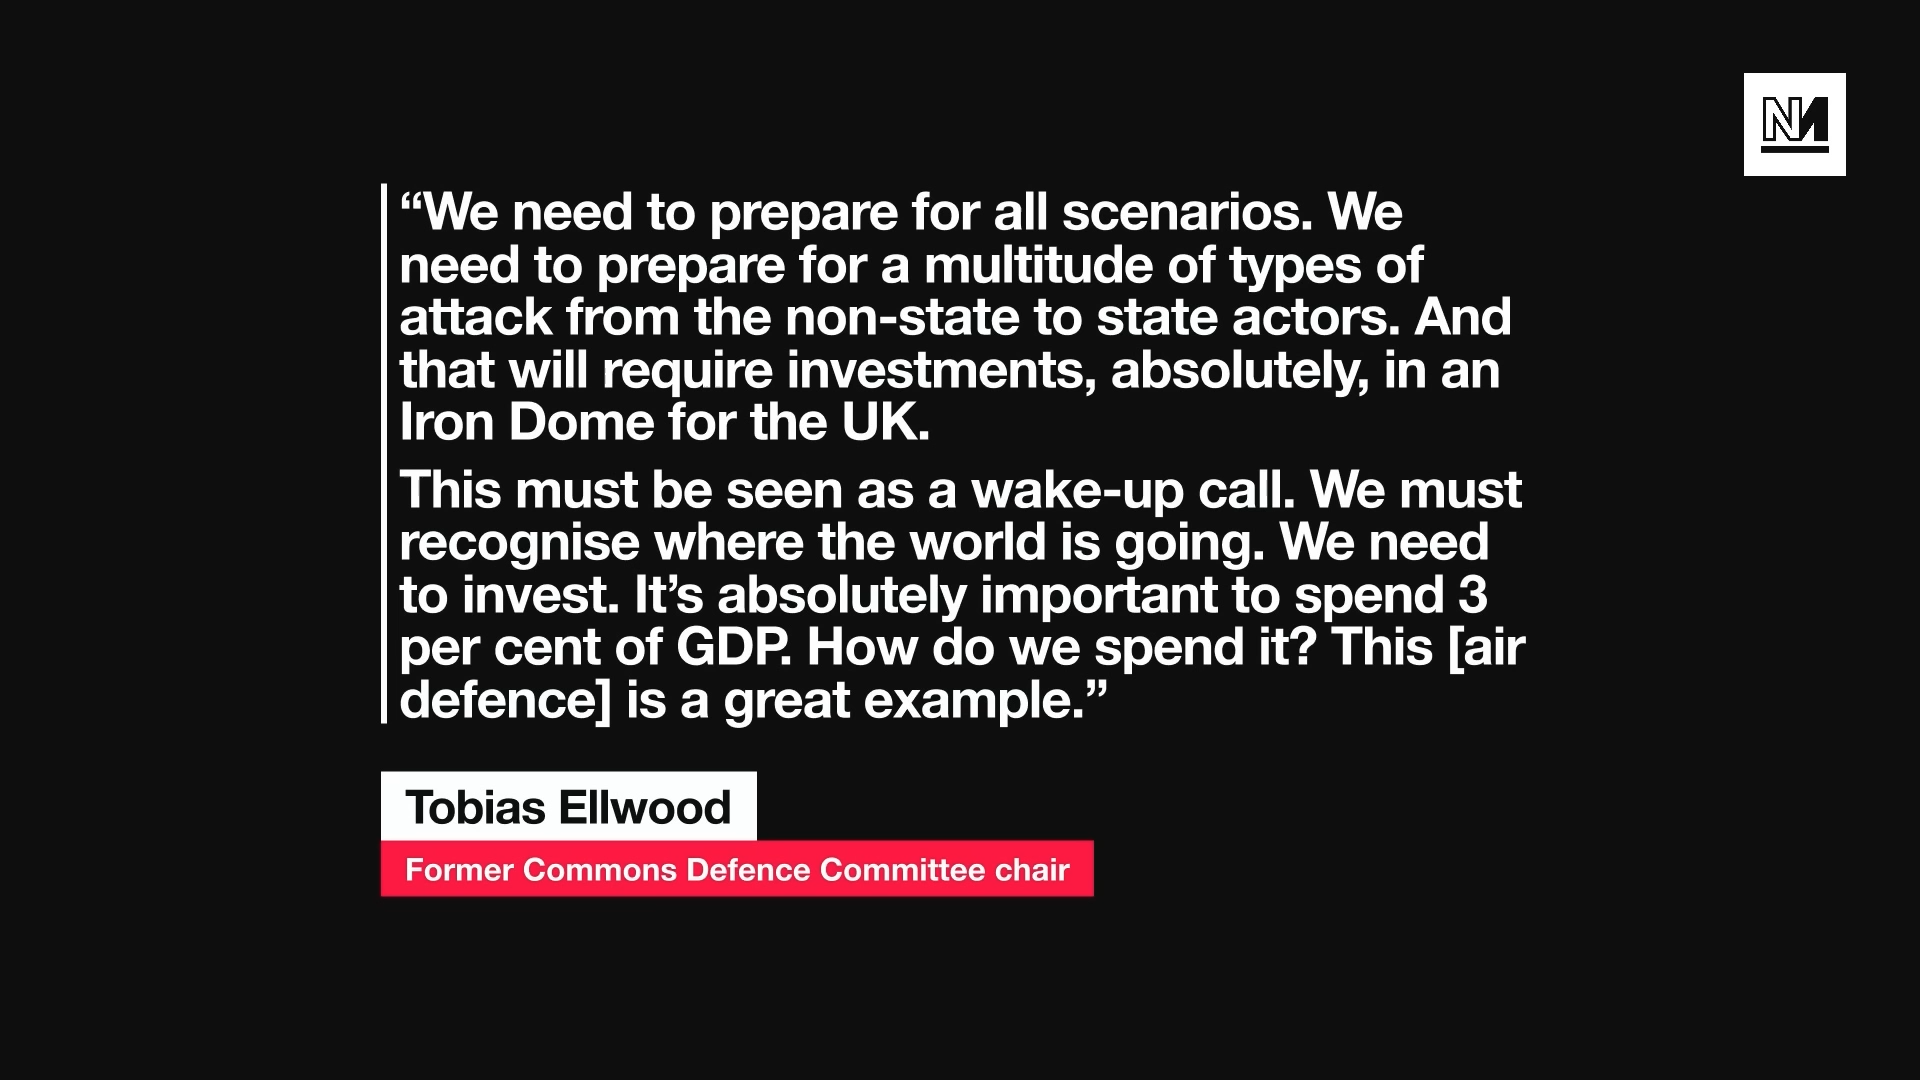 “We need to prepare for all scenarios. We
need to prepare for a multitude of types of
attack from the non-state to state actors. And
that will require investments, absolutely, in an
Iron Dome for the UK.
This must be seen as a wake-up call. We must
recognise where the world is going. We need
to invest. It’s absolutely important to spend 3
per cent of GDP. How do we spend it? This [air
defence] is a great example.”
Tobias Ellwood
Former Commons Defence Committee chair